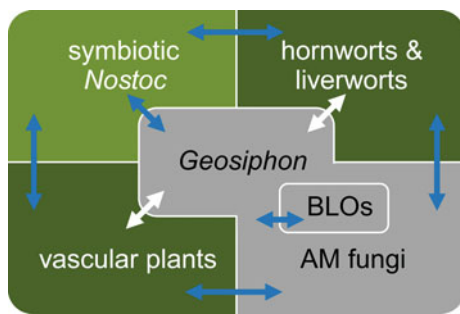 symbiotic
Nostoc
hornworts &
liverworts
Geosiphon
BLOs
vascular plants
AM fungi